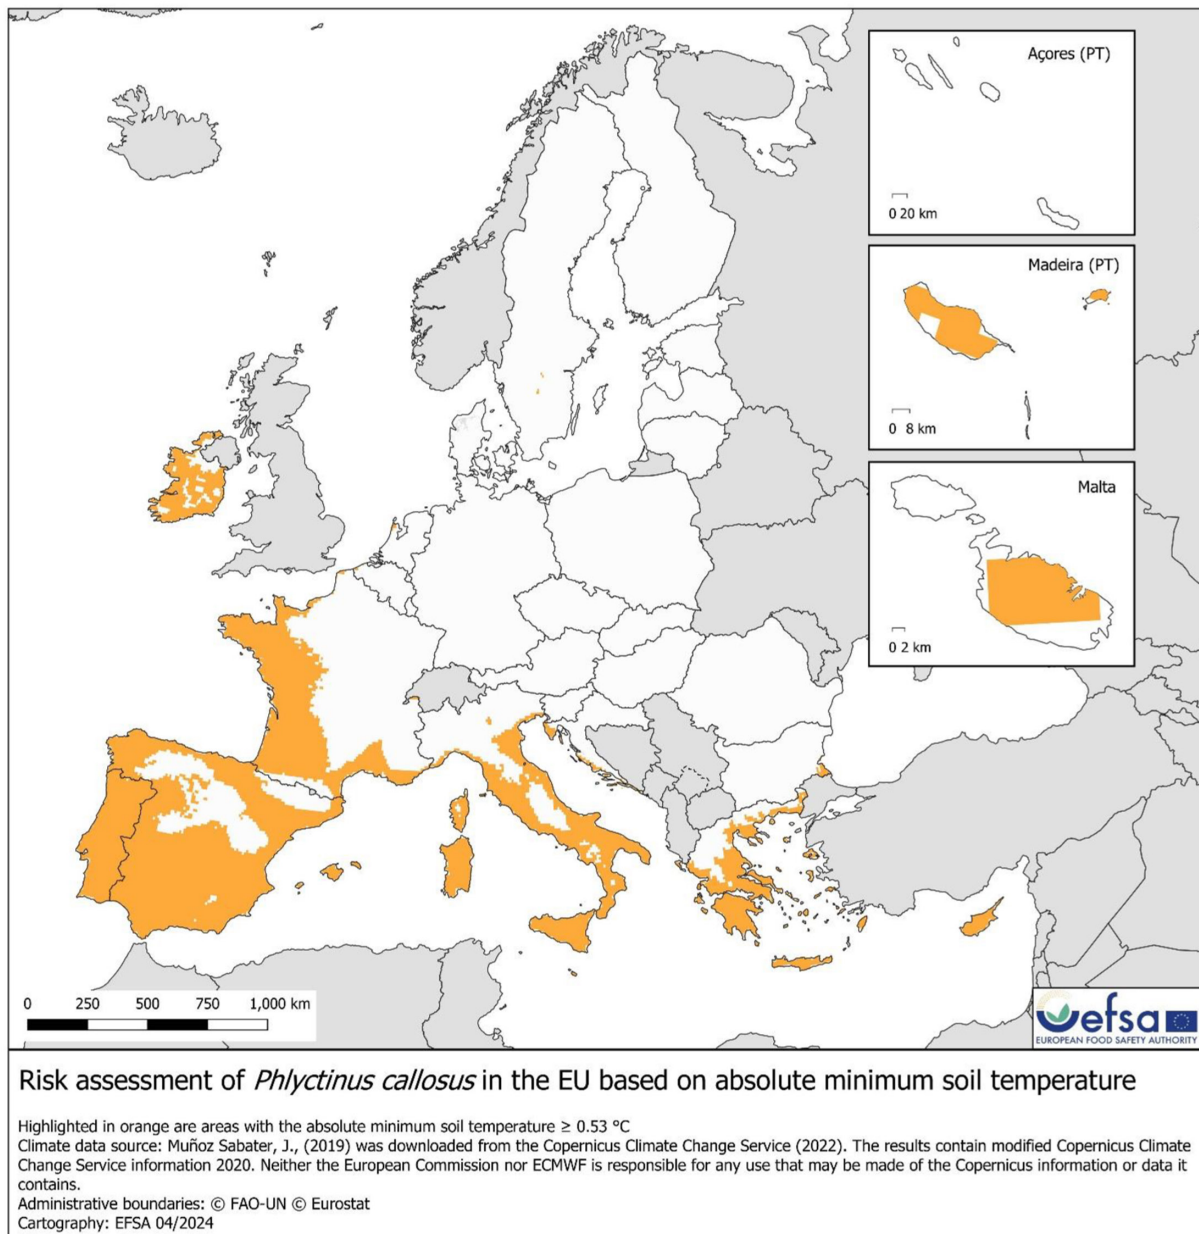 Açores (PT)
0 20 km
Madeira (PT)
0 8 km
Malta
0 2 km
0 250 500 750 1,000 km
efsa
EUROPEAN FOOD SAFETY AUTHORITY
Risk assessment of Phlyctinus callosus in the EU based on absolute minimum soil temperature
Highlighted in orange are areas with the absolute minimum soil temperature ≥ 0.53 °C
Climate data source: Muñoz Sabater, J., (2019) was downloaded from the Copernicus Climate Change Service (2022). The results contain modified Copernicus Climate
Change Service information 2020. Neither the European Commission nor ECMWF is responsible for any use that may be made of the Copernicus information or data it
contains.
Administrative boundaries: © FAO-UN © Eurostat
Cartography: EFSA 04/2024